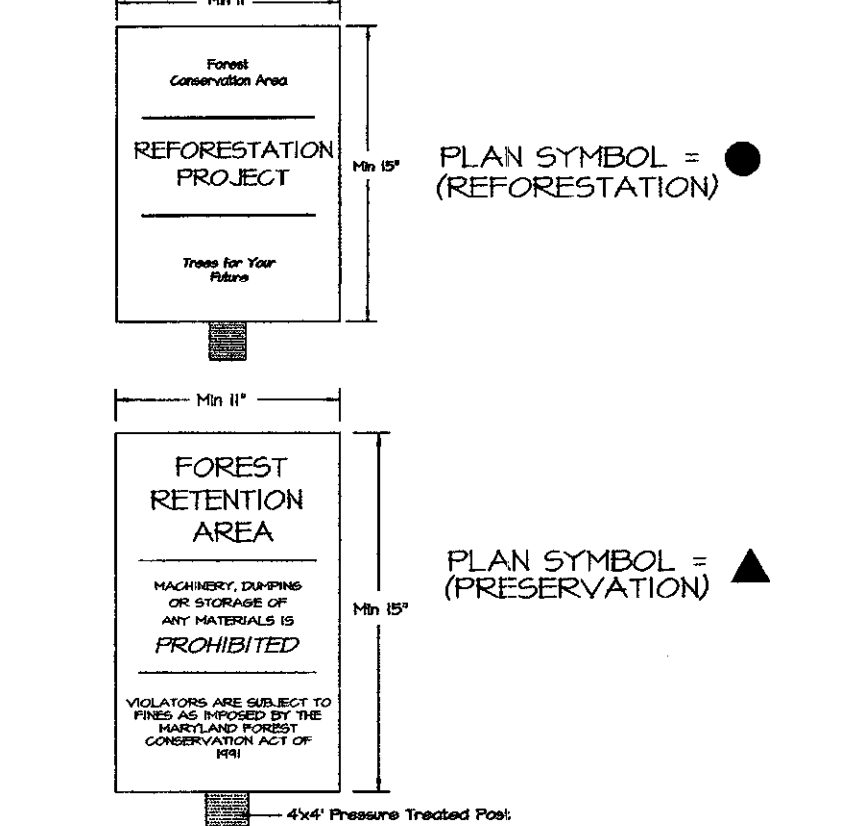 Min 11"
Forest
Conservation Area
REFORESTATION
PROJECT
Trees for Your
Future
Min 15"
PLAN SYMBOL =
(REFORESTATION)
Min 11"
FOREST
RETENTION
AREA
MACHINERY, DUMPING
OR STORAGE OF
ANY MATERIALS IS
PROHIBITED
VIOLATORS ARE SUBJECT TO
FINES AS IMPOSED BY THE
MARYLAND FOREST
CONSERVATION ACT OF
1991
Min 15"
PLAN SYMBOL =
(PRESERVATION)
4'x4' Pressure Treated Post